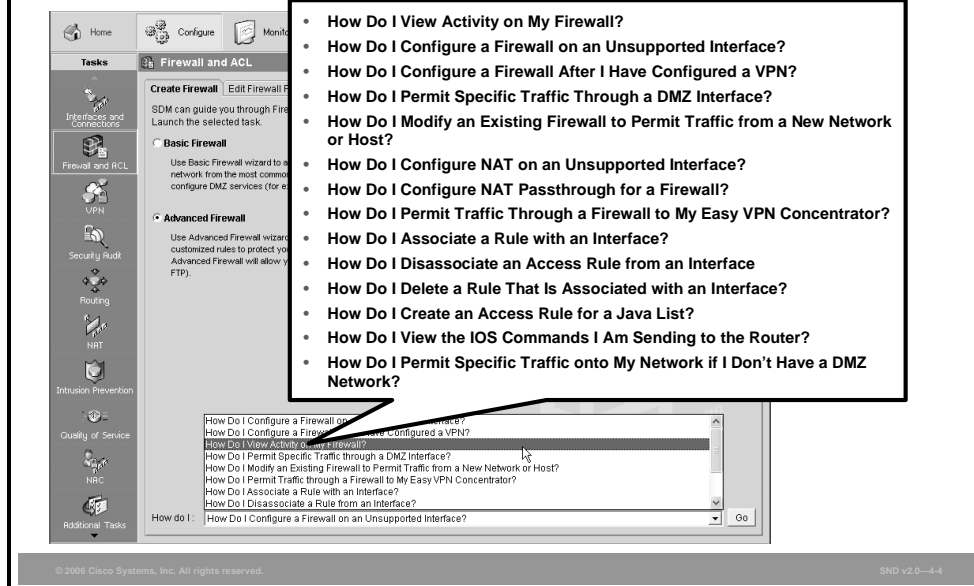 Home
Configure
Monito
Tasks
Firewall and ACL
Interfaces and
Connections
Firewall and ACL
VPN
Security Audit
Routing
NAT
Intrusion Prevention
Quality of Service
NAC
Additional Tasks
Create Firewall
Edit Firewall P
SDM can guide you through Fire
Launch the selected task.
Basic Firewall
Use Basic Firewall wizard to a
network from the most common
configure DMZ services (for e
Advanced Firewall
Use Advanced Firewall wizard
customized rules to protect yo
Advanced Firewall will allow y
FTP).
• How Do I View Activity on My Firewall?
• How Do I Configure a Firewall on an Unsupported Interface?
• How Do I Configure a Firewall After I Have Configured a VPN?
• How Do I Permit Specific Traffic Through a DMZ Interface?
• How Do I Modify an Existing Firewall to Permit Traffic from a New Network
or Host?
• How Do I Configure NAT on an Unsupported Interface?
• How Do I Configure NAT Passthrough for a Firewall?
• How Do I Permit Traffic Through a Firewall to My Easy VPN Concentrator?
• How Do I Associate a Rule with an Interface?
• How Do I Disassociate an Access Rule from an Interface
• How Do I Delete a Rule That Is Associated with an Interface?
• How Do I Create an Access Rule for a Java List?
• How Do I View the IOS Commands I Am Sending to the Router?
• How Do I Permit Specific Traffic onto My Network if I Don't Have a DMZ
Network?
How Do I Configure a Firewall on erface?
How Do I Configure a Firewa ave Configured a VPN?
How Do I View Activity on My Firewall?
How Do I Permit Specific Traffic through a DMZ Interface?
How Do I Modify an Existing Firewall to Permit Traffic from a New Network or Host?
How Do I Permit Traffic through a Firewall to My Easy VPN Concentrator?
How Do I Associate a Rule with an Interface?
How Do I Disassociate a Rule from an Interface?
How do I : How Do I Configure a Firewall on an Unsupported Interface? Go
© 2006 Cisco Systems, Inc. All rights reserved.
SND v2.0—4-4